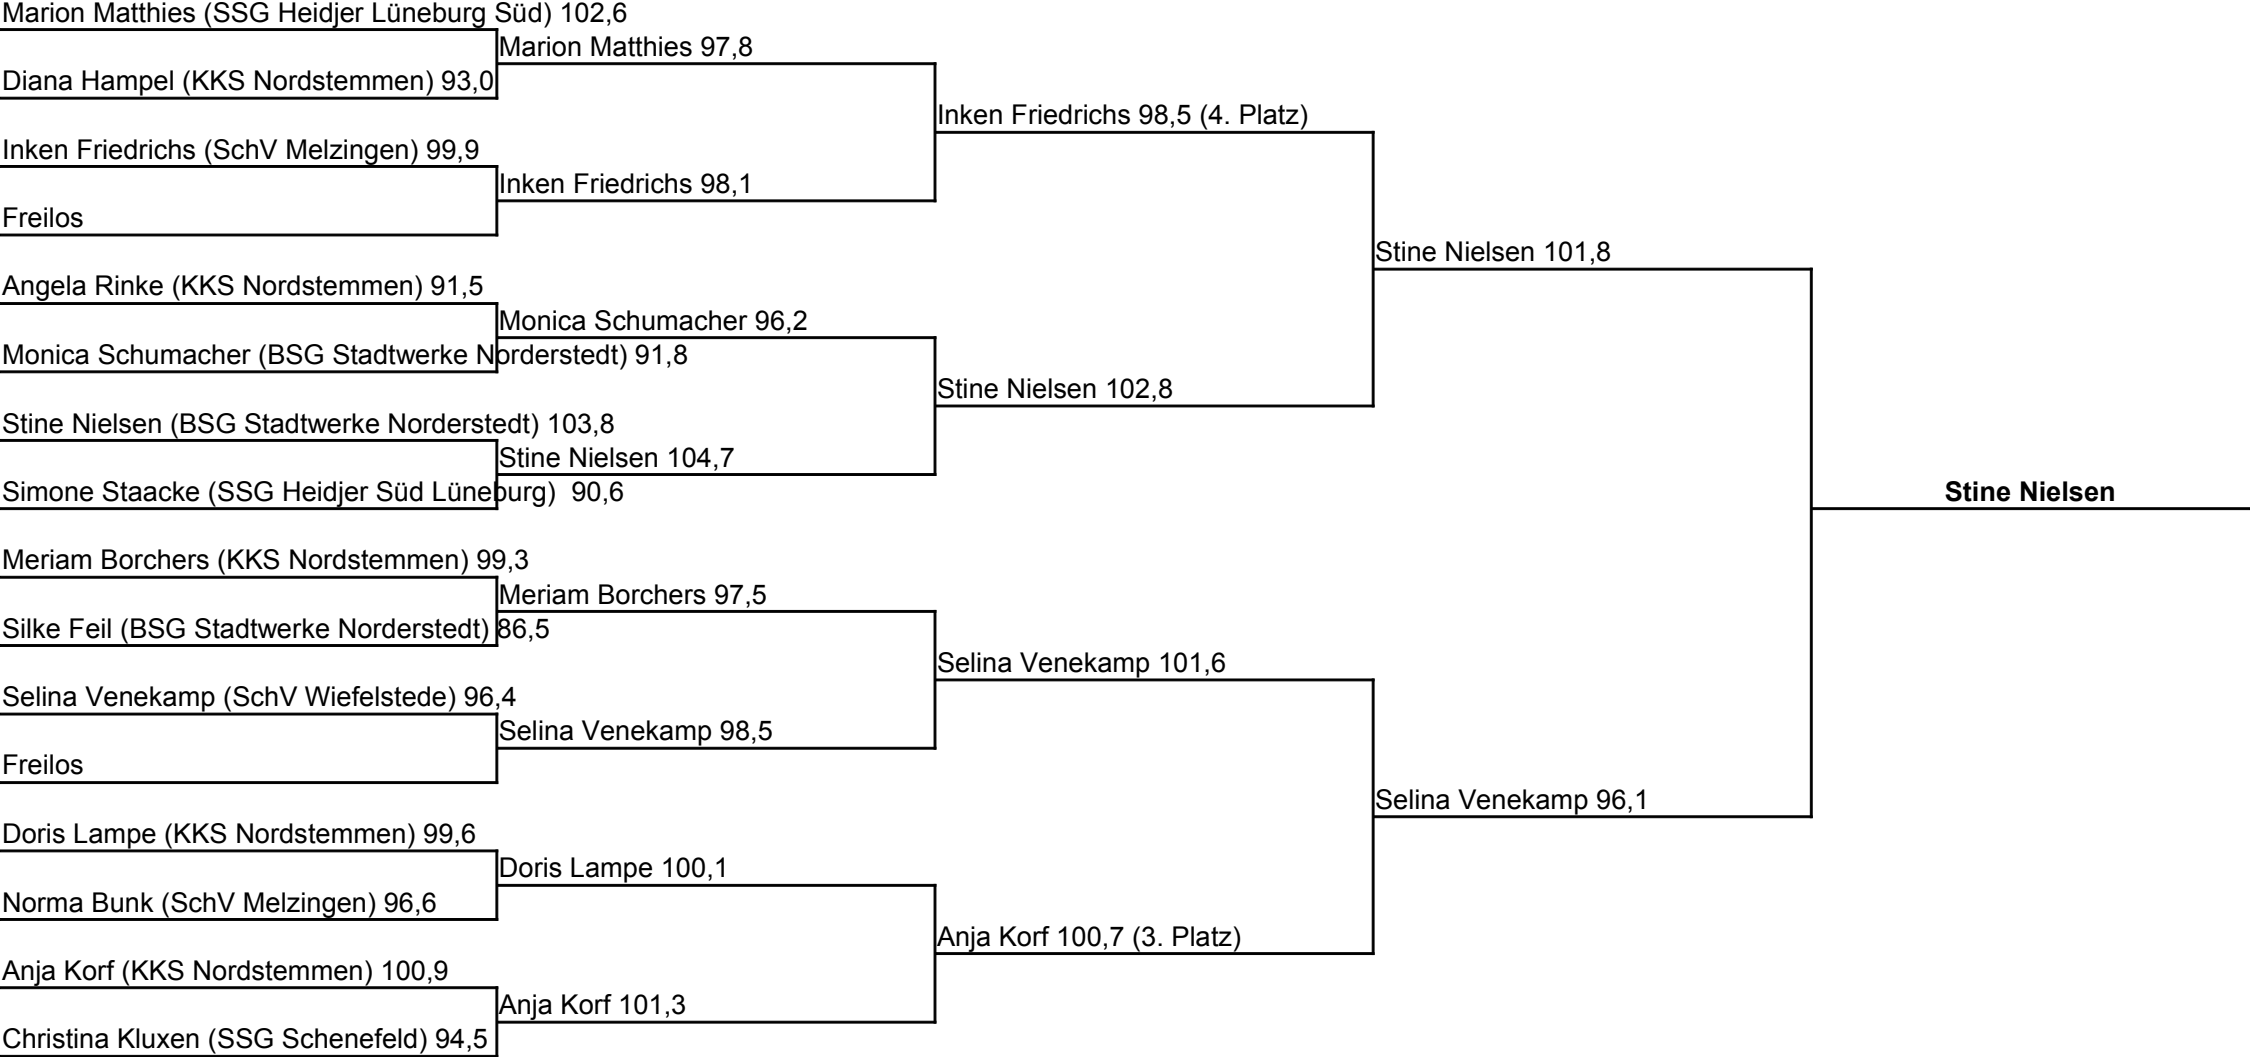 Marion Matthies (SSG Heidjer Lüneburg Süd) 102,6
Marion Matthies 97,8
Diana Hampel (KKS Nordstemmen) 93,0
Inken Friedrichs 98,5 (4. Platz)
Inken Friedrichs (SchV Melzingen) 99,9
Inken Friedrichs 98,1
Freilos
Stine Nielsen 101,8
Angela Rinke (KKS Nordstemmen) 91,5
Monica Schumacher 96,2
Monica Schumacher (BSG Stadtwerke Norderstedt) 91,8
Stine Nielsen 102,8
Stine Nielsen (BSG Stadtwerke Norderstedt) 103,8
Stine Nielsen 104,7
Simone Staacke (SSG Heidjer Süd Lüneburg)  90,6
Stine Nielsen
Meriam Borchers (KKS Nordstemmen) 99,3
Meriam Borchers 97,5
Silke Feil (BSG Stadtwerke Norderstedt) 86,5
Selina Venekamp 101,6
Selina Venekamp (SchV Wiefelstede) 96,4
Selina Venekamp 98,5
Freilos
Selina Venekamp 96,1
Doris Lampe (KKS Nordstemmen) 99,6
Doris Lampe 100,1
Norma Bunk (SchV Melzingen) 96,6
Anja Korf 100,7 (3. Platz)
Anja Korf (KKS Nordstemmen) 100,9
Anja Korf 101,3
Christina Kluxen (SSG Schenefeld) 94,5